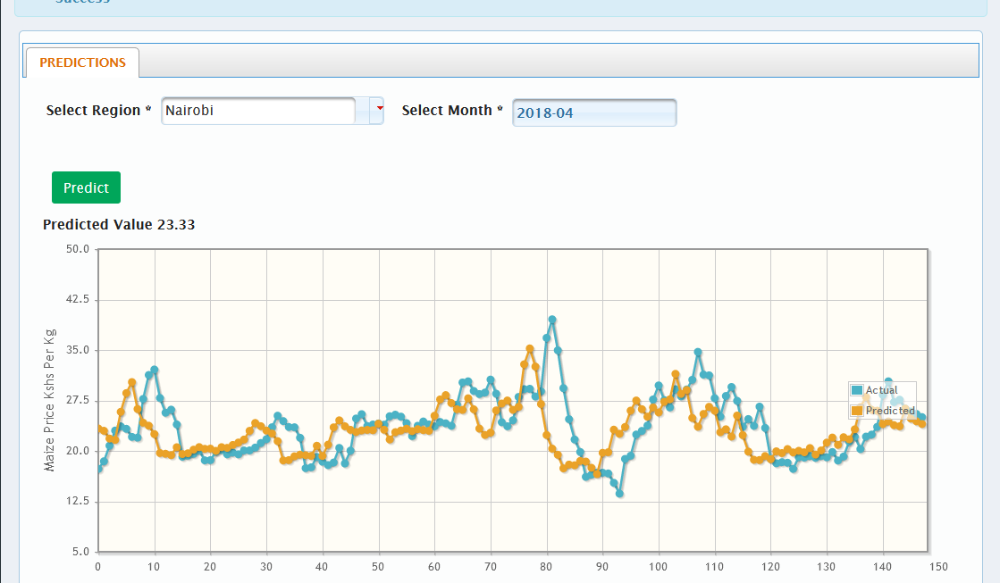 Success
PREDICTIONS
Select Region * Nairobi Select Month * 2018-04
Predict
Predicted Value 23.33
50.0
42.5
35.0
27.5
20.0
12.5
5.0
Maize Price Kshs Per Kg
Actual
Predicted
0 10 20 30 40 50 60 70 80 90 100 110 120 130 140 150